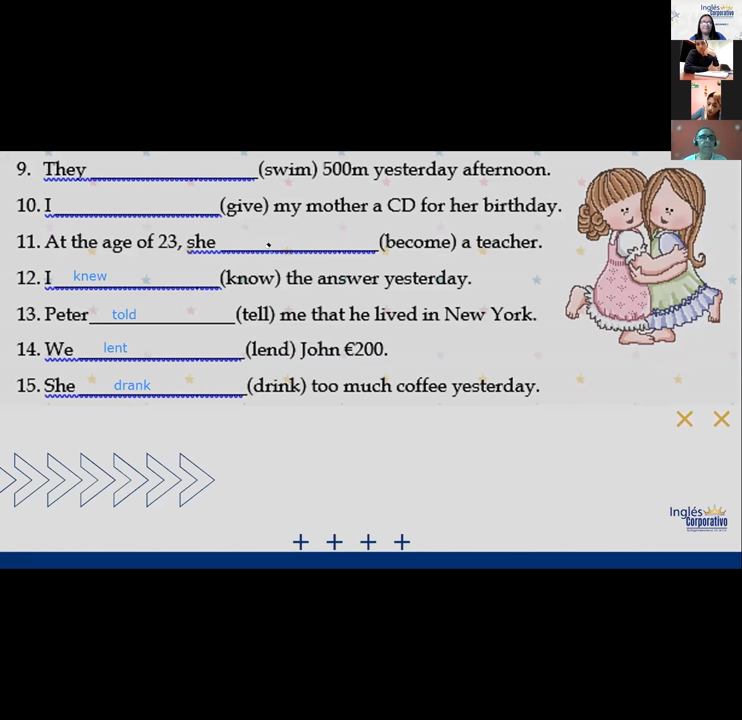 Inglés
Corporativo
9. They ____________ (swim) 500m yesterday afternoon.
10. I ____________ (give) my mother a CD for her birthday.
11. At the age of 23, she ____________ (become) a teacher.
12. I knew (know) the answer yesterday.
13. Peter told (tell) me that he lived in New York.
14. We lent (lend) John €200.
15. She drank (drink) too much coffee yesterday.
Inglés
Corporativo